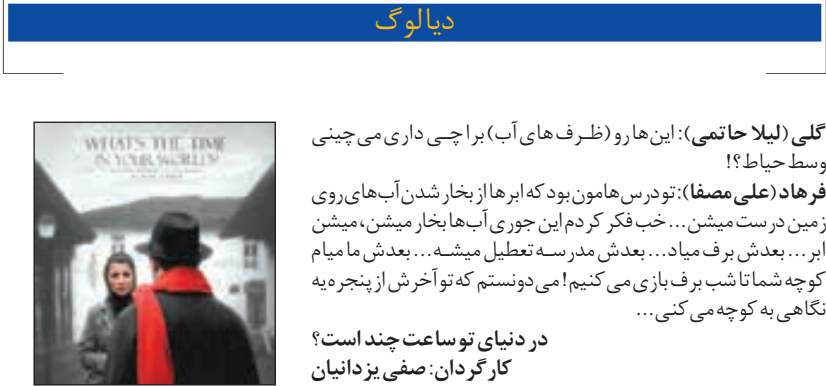 دیالوگ
گلی (لیلا حاتمی): این‌ها رو (ظرف‌های آب) برا چی داری می‌چینی
وسط حیاط؟!
فرهاد (علی مصفا): تو درس‌هامون بود که ابرها از بخار شدن آب‌های روی
زمین درست میشن... خب فکر کردم این جوری آب‌ها بخار میشن، میشن
ابر... بعدش برف میاد... بعدش مدرسه تعطیل میشه... بعدش ما میام
کوچه شما تا شب برف بازی می‌کنیم! می‌دونستم که تو آخرش از پنجره یه
نگاهی به کوچه می‌کنی...
در دنیای تو ساعت چند است؟
کارگردان: صفی یزدانیان
WHAT'S THE TIME
IN YOUR WORLD?